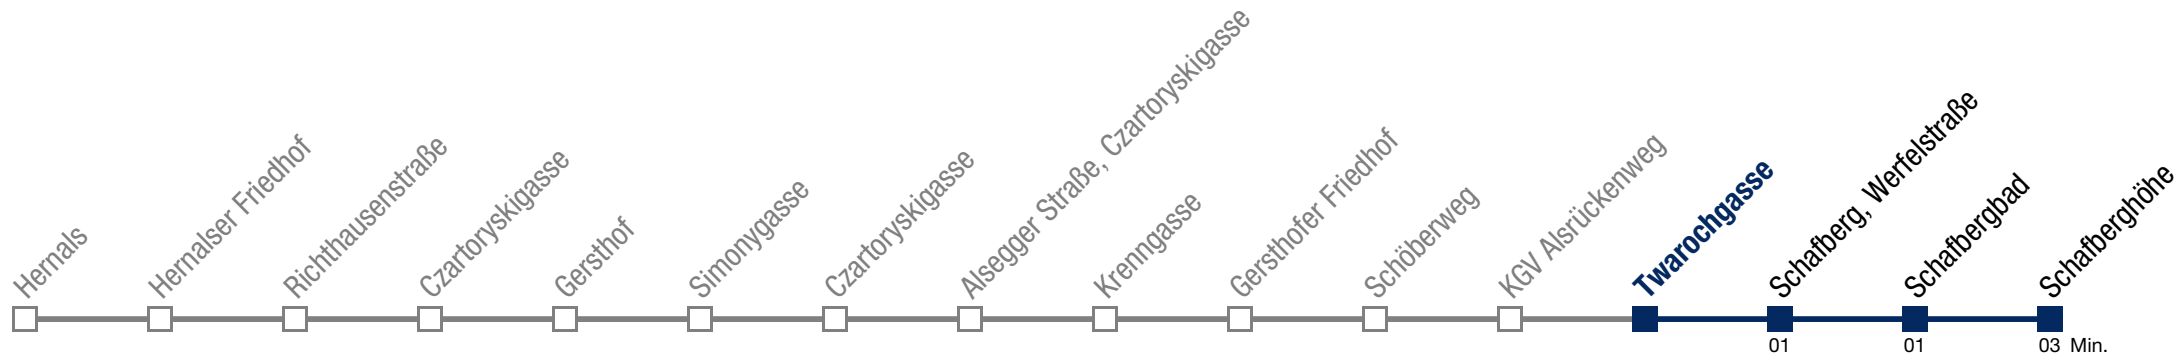 Hernals
Hernalser Friedhof
Richthausenstraße
Czartoryskigasse
Gersthof
Simonygasse
Czartoryskigasse
Alsegger Straße, Czartoryskigasse
Krenngasse
Gersthofer Friedhof
Schöberweg
KGV Alsrückenweg
Twarochgasse
Schafberg, Werfelstraße
Schafbergbad
Schafberghöhe
01 01 03 Min.